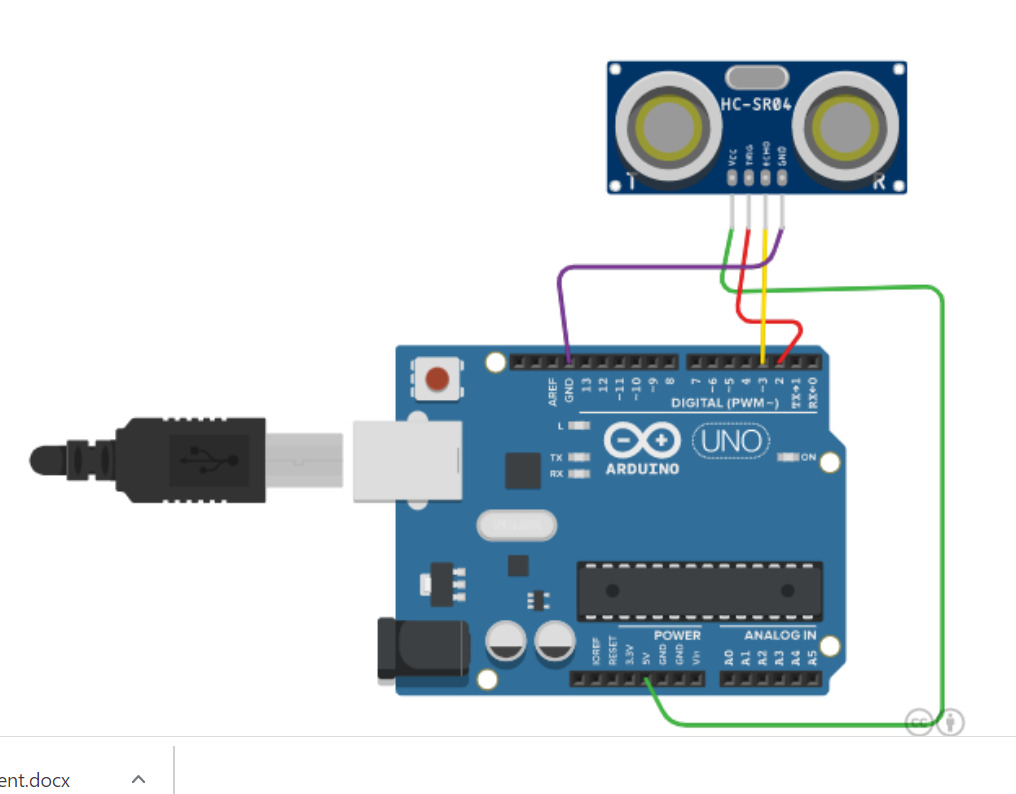 HC-SR04
VCC
TRIG
ECHO
GND
T
R
AREF
GND
13
12
~11
~10
~9
8
7
~6
~5
4
~3
2
TX→1
RX←0
DIGITAL (PWM~)
L
TX
RX
ARDUINO
UNO
ON
POWER
ANALOG IN
IOREF
RESET
3.3V
5V
GND
GND
Vin
A0
A1
A2
A3
A4
A5
cc
ent.docx